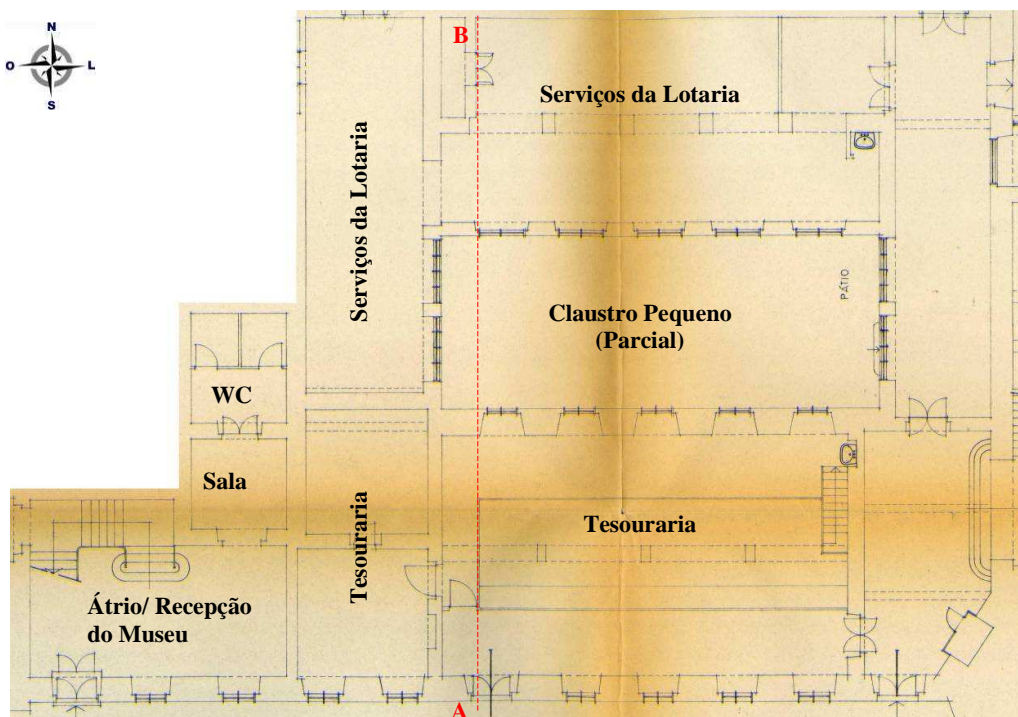 N
O L
S
B
Serviços da Lotaria
Serviços da Lotaria
PÁTIO
Claustro Pequeno
(Parcial)
WC
Sala
Tesouraria
Tesouraria
Átrio/ Recepção
do Museu
A